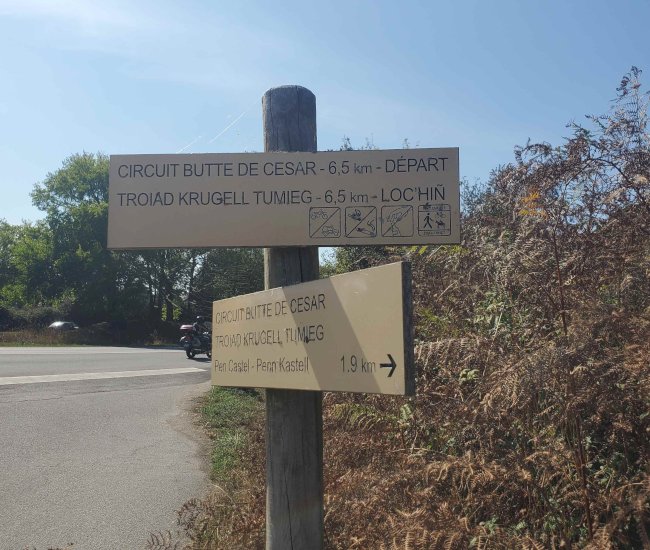 CIRCUIT BUTTE DE CESAR - 6,5 km - DÉPART
TROIAD KRUGELL TUMIEG - 6,5 km - LOC'HIÑ
CIRCUIT BUTTE DE CESAR
TROIAD KRUGELL TUMIEG
Pen Castel - Penn Kastell 1.9 km →